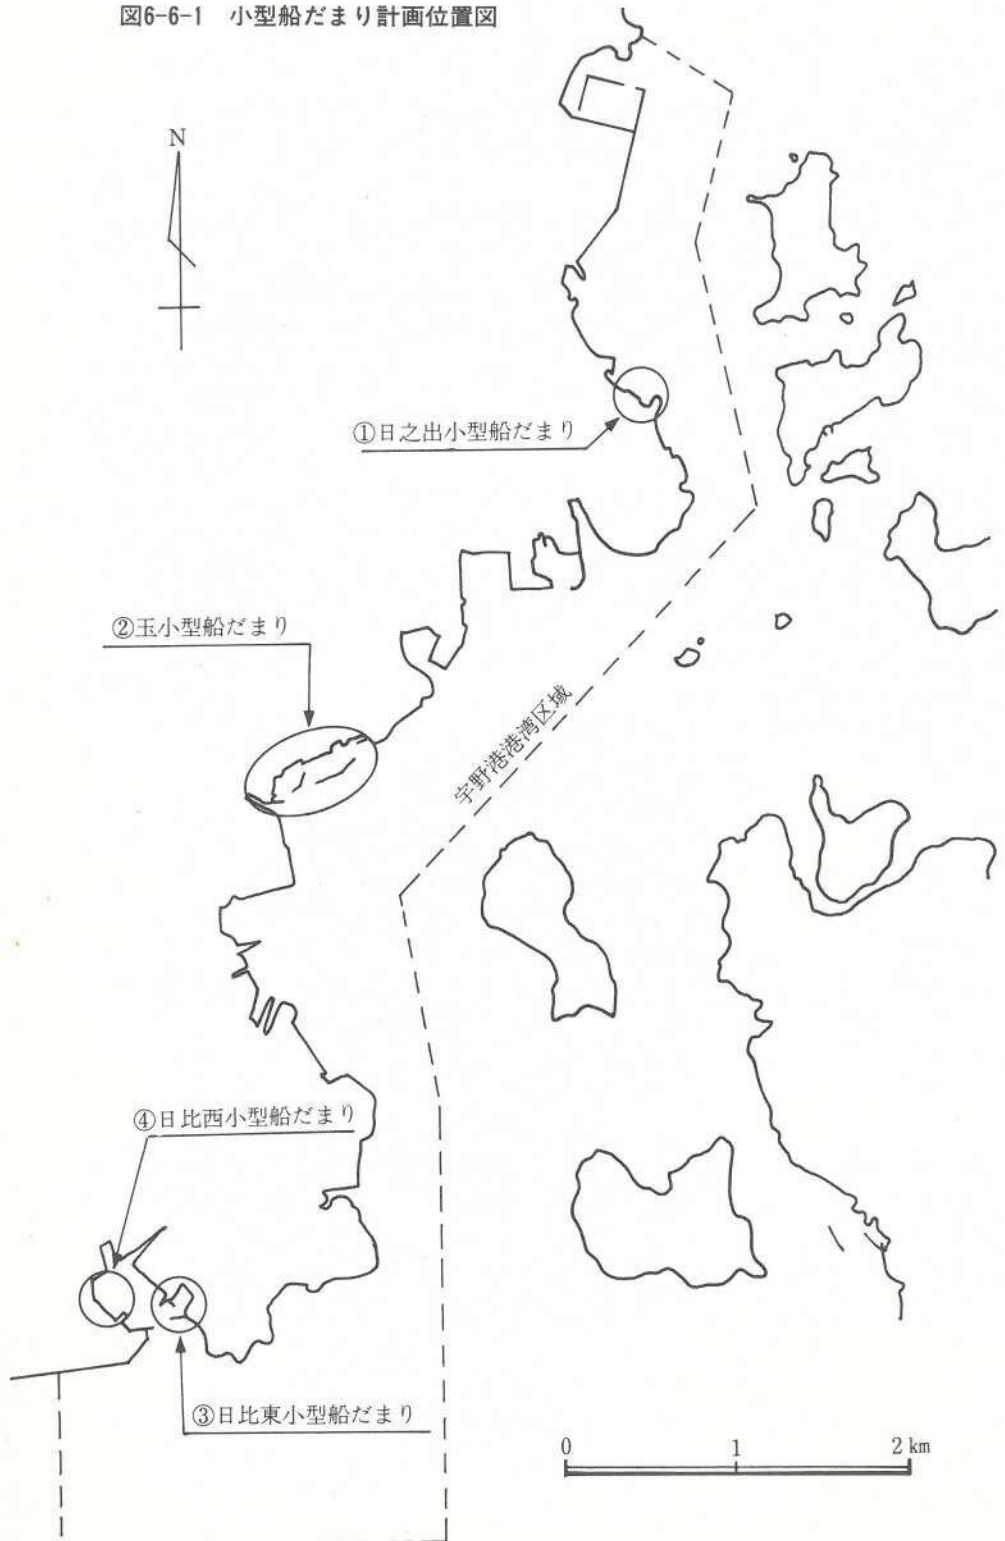 図6-6-1 小型船だまり計画位置図
N
①日之出小型船だまり
②玉小型船だまり
宇野港港湾区域
④日比西小型船だまり
③日比東小型船だまり
0 1 2 km